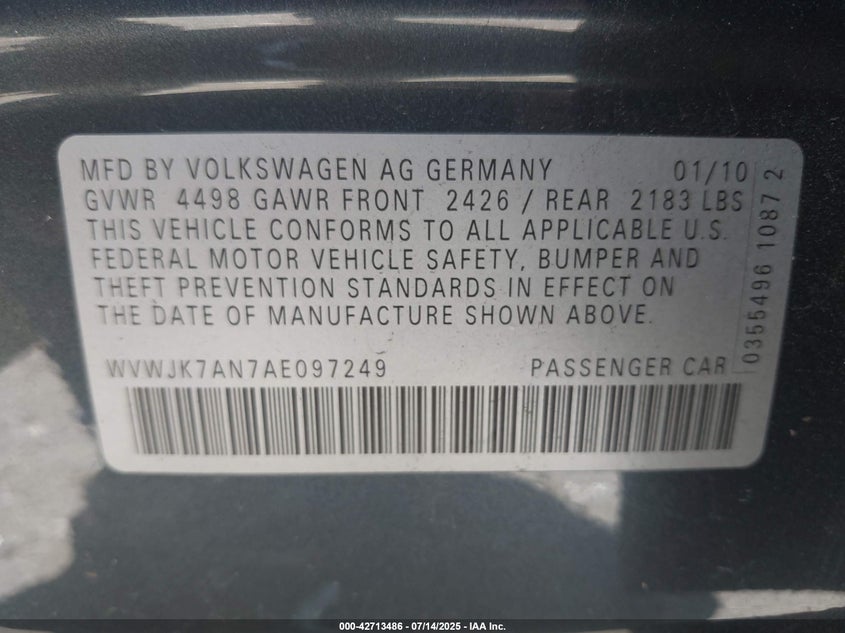 MFD BY VOLKSWAGEN AG GERMANY 01/10
GVWR 4498 GAWR FRONT 2426 / REAR 2183 LBS
THIS VEHICLE CONFORMS TO ALL APPLICABLE U.S.
FEDERAL MOTOR VEHICLE SAFETY, BUMPER AND
THEFT PREVENTION STANDARDS IN EFFECT ON
THE DATE OF MANUFACTURE SHOWN ABOVE.
WVWJK7AN7AE097249 PASSENGER CAR
0355496 1087 2
000-42713486 - 07/14/2025 - IAA Inc.